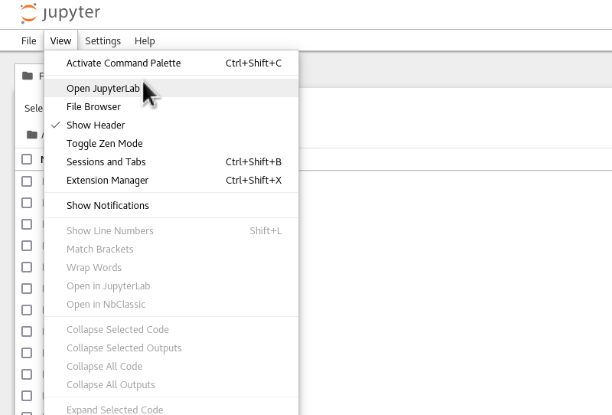 jupyter
File View Settings Help
Activate Command Palette Ctrl+Shift+C
Open JupyterLab
File Browser
Sele
✓ Show Header
Toggle Zen Mode
Sessions and Tabs Ctrl+Shift+B
Extension Manager Ctrl+Shift+X
Show Notifications
Show Line Numbers Shift+L
Match Brackets
Wrap Words
Open in JupyterLab
Open in NbClassic
Collapse Selected Code
Collapse Selected Outputs
Collapse All Code
Collapse All Outputs
Expand Selected Code